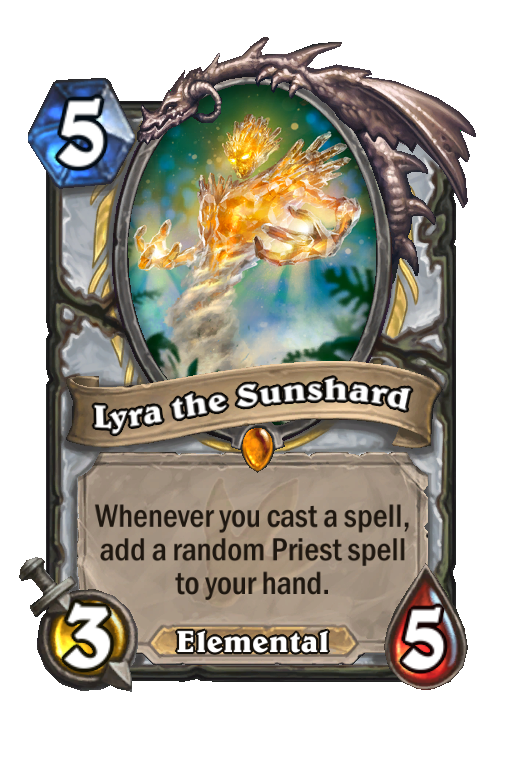 5
Lyra the Sunshard
Whenever you cast a spell,
add a random Priest spell
to your hand.
3
Elemental
5